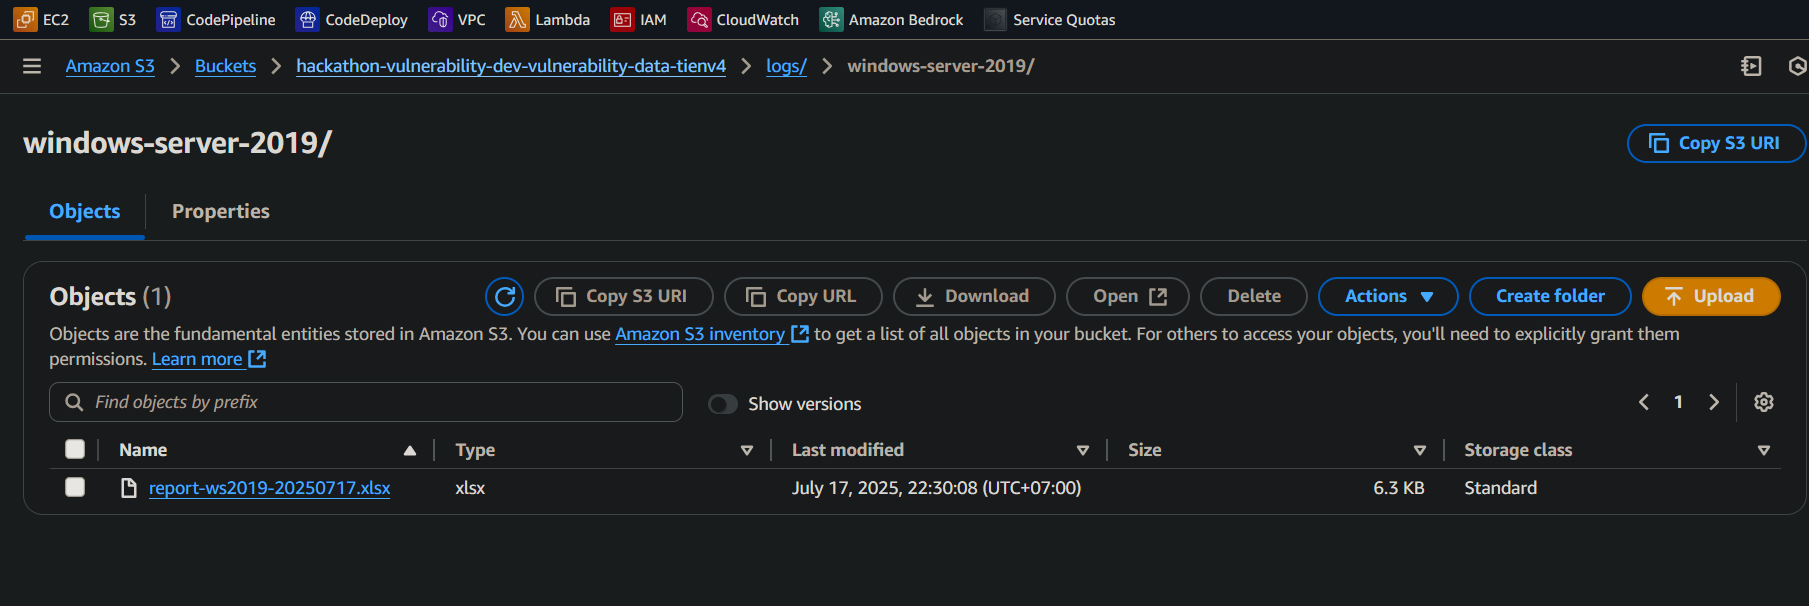 EC2 S3 CodePipeline CodeDeploy VPC Lambda IAM CloudWatch Amazon Bedrock Service Quotas
Amazon S3 > Buckets > hackathon-vulnerability-dev-vulnerability-data-tienv4 > logs/ > windows-server-2019/
windows-server-2019/
Copy S3 URI
Objects Properties
Objects (1) Copy S3 URI Copy URL Download Open Delete Actions Create folder Upload
Objects are the fundamental entities stored in Amazon S3. You can use Amazon S3 inventory to get a list of all objects in your bucket. For others to access your objects, you'll need to explicitly grant them
permissions. Learn more
Find objects by prefix Show versions 1
Name Type Last modified Size Storage class
report-ws2019-20250717.xlsx xlsx July 17, 2025, 22:30:08 (UTC+07:00) 6.3 KB Standard